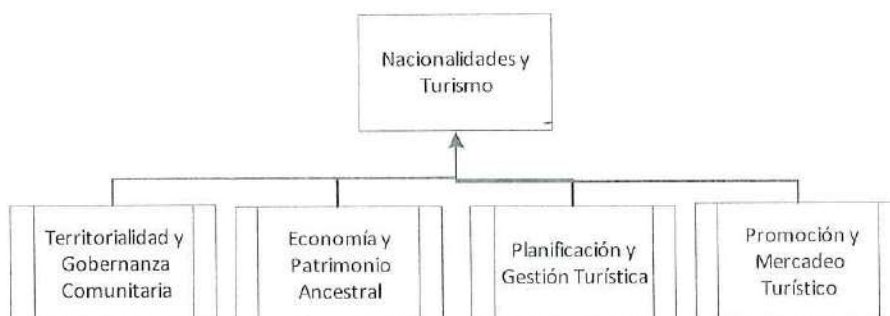 Nacionalidades y
Turismo
Territorialidad y
Gobernanza
Comunitaria
Economía y
Patrimonio
Ancestral
Planificación y
Gestión Turística
Promoción y
Mercadeo
Turístico